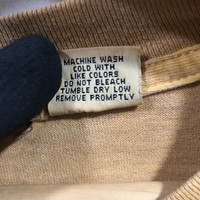 MACHINE WASH
COLD WITH
LIKE COLORS
DO NOT BLEACH
TUMBLE DRY LOW
REMOVE PROMPTLY